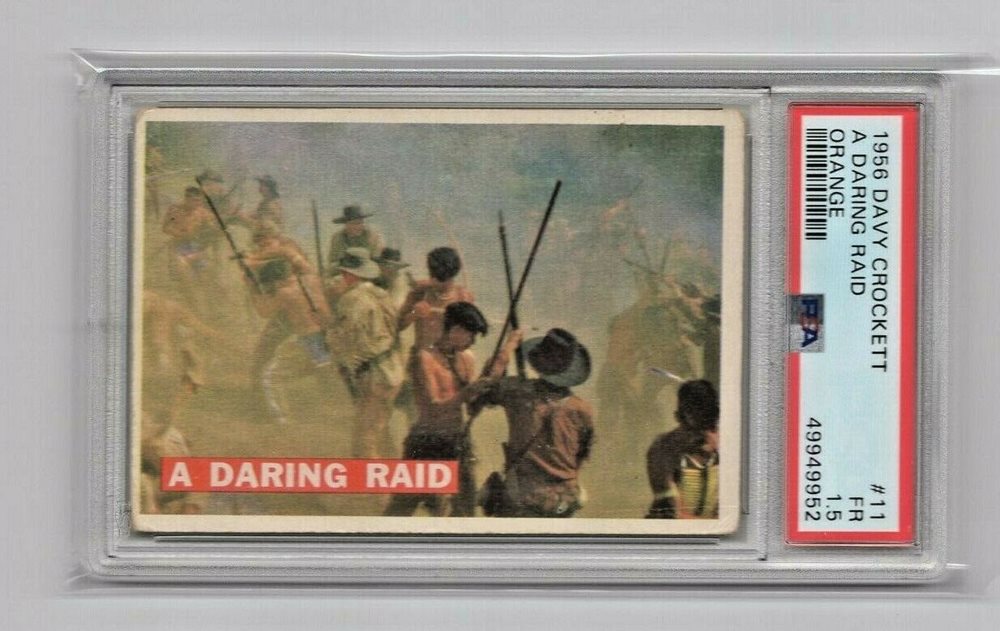 A DARING RAID
1956 DAVY CROCKETT #11
A DARING RAID FR
ORANGE 1.5
49949952
PSA